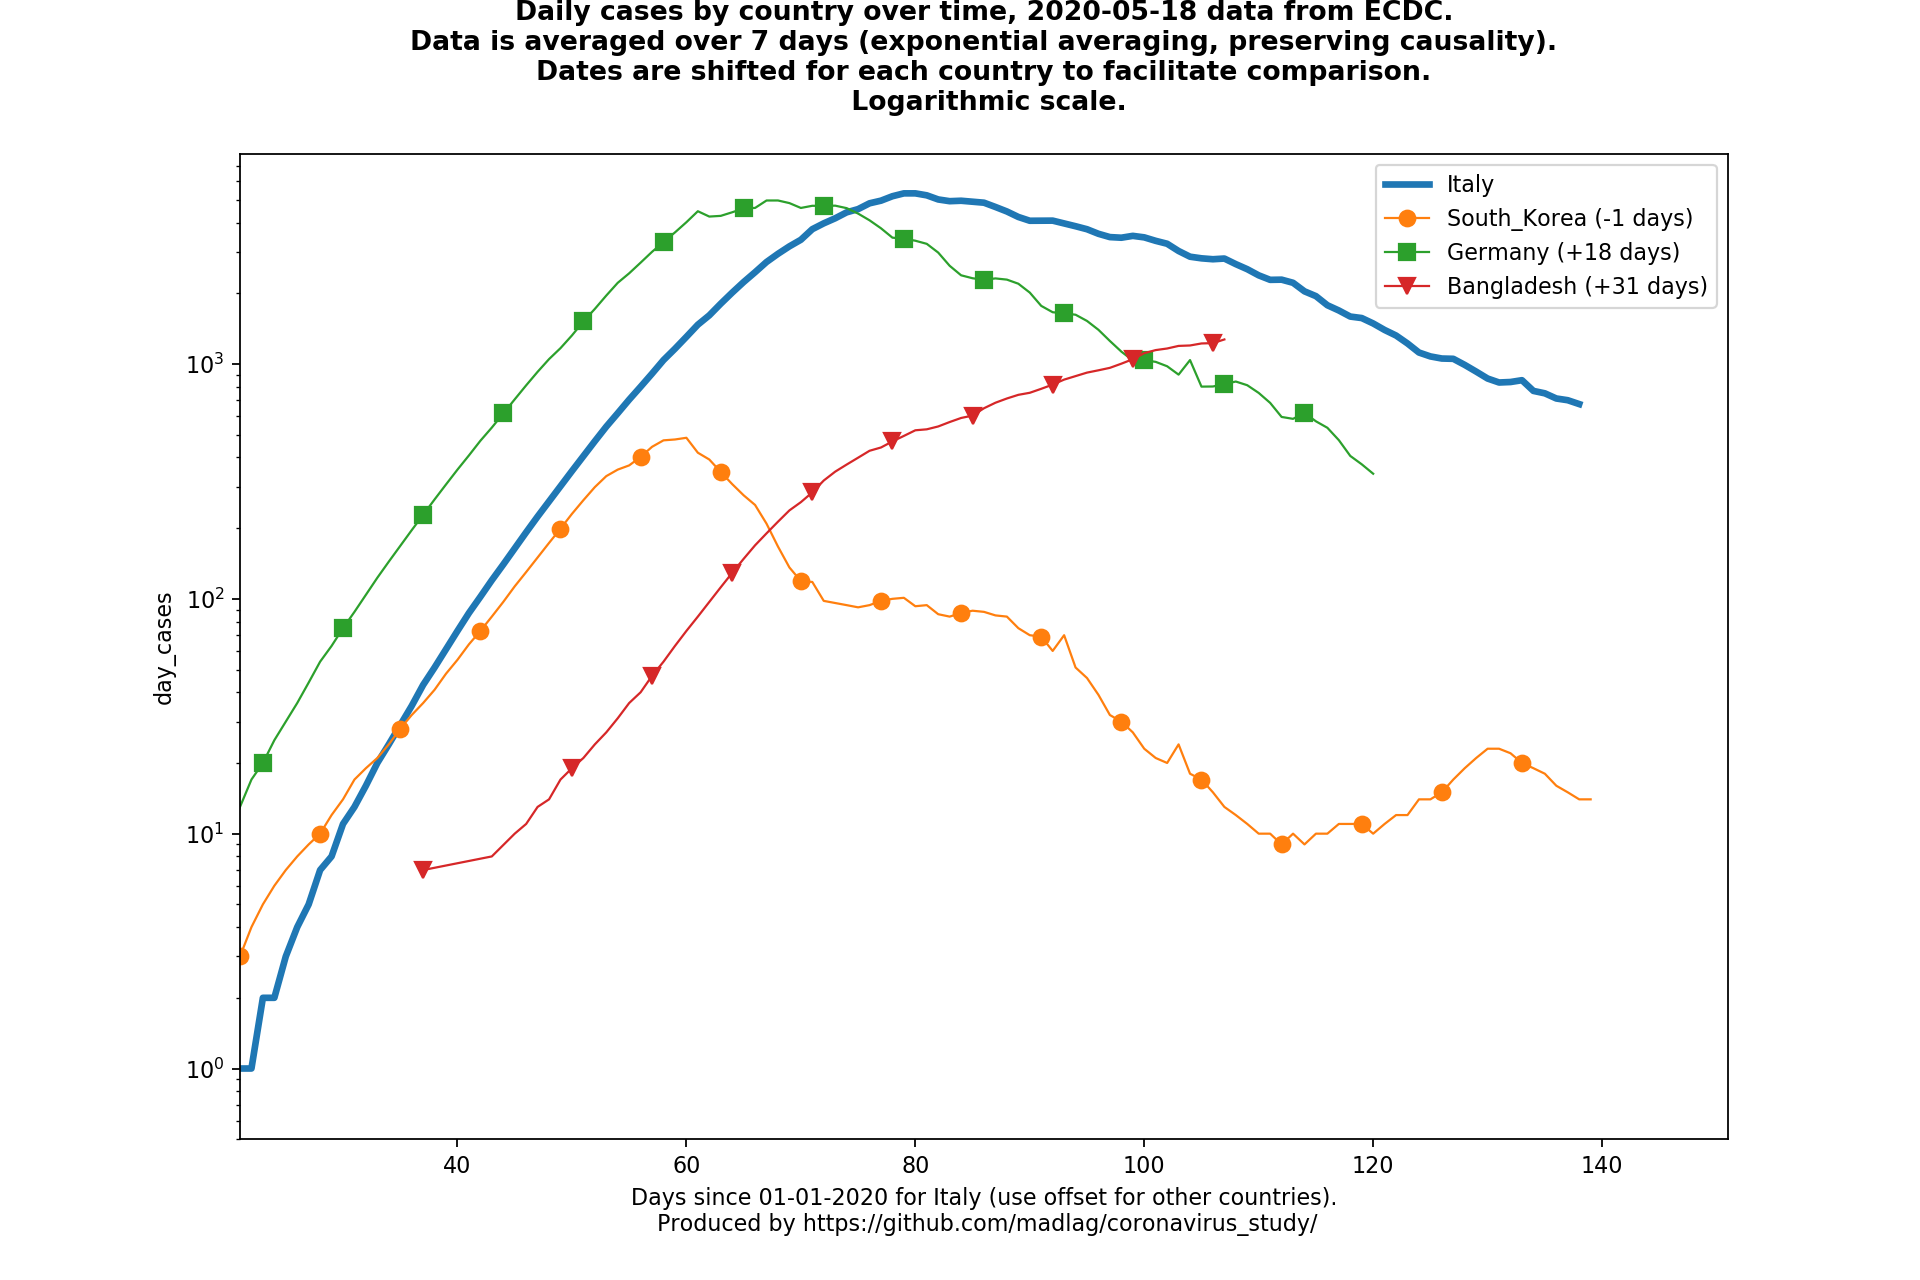 Daily cases by country over time, 2020-05-18 data from ECDC.
Data is averaged over 7 days (exponential averaging, preserving causality).
Dates are shifted for each country to facilitate comparison.
Logarithmic scale.
Italy
South_Korea (-1 days)
Germany (+18 days)
Bangladesh (+31 days)
10³
10²
10¹
10⁰
day_cases
40 60 80 100 120 140
Days since 01-01-2020 for Italy (use offset for other countries).
Produced by https://github.com/madlag/coronavirus_study/